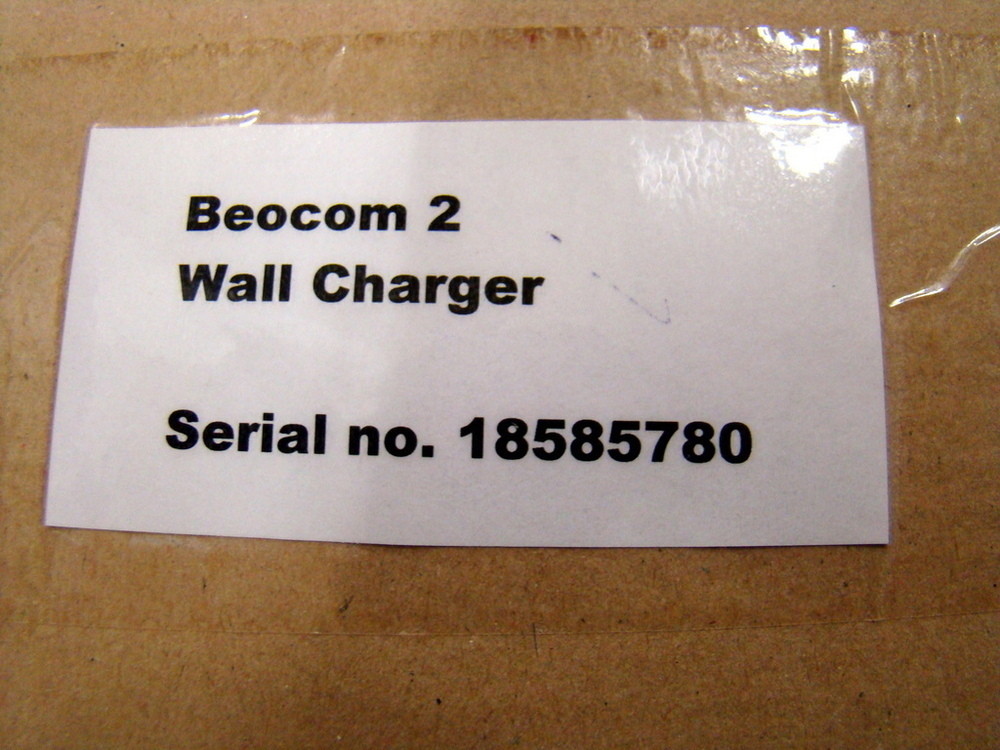 Beocom 2
Wall Charger
Serial no. 18585780